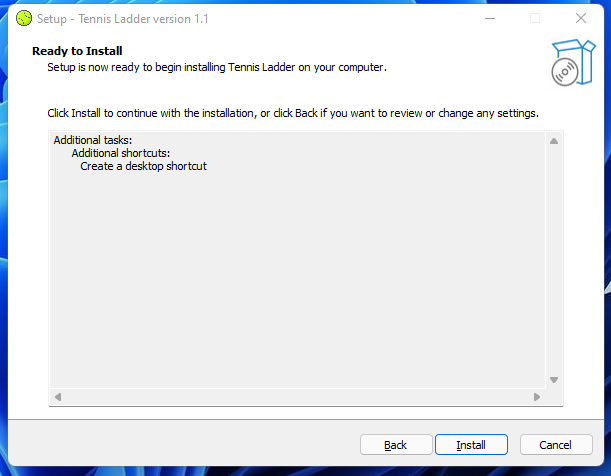 Setup - Tennis Ladder version 1.1
Ready to Install
Setup is now ready to begin installing Tennis Ladder on your computer.
Click Install to continue with the installation, or click Back if you want to review or change any settings.
Additional tasks:
Additional shortcuts:
Create a desktop shortcut
Back
Install
Cancel